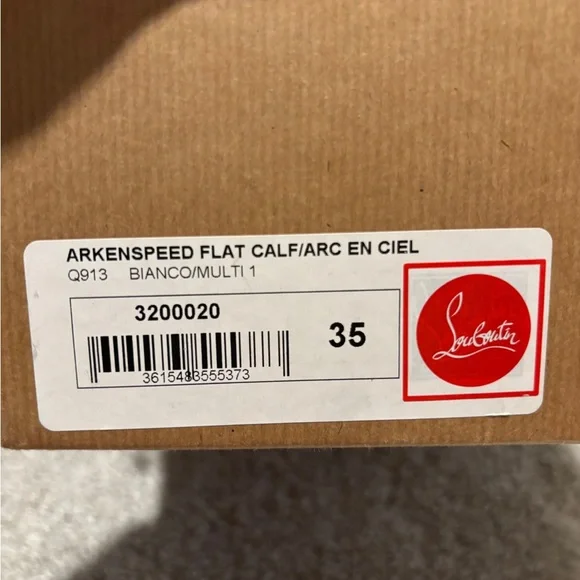 ARKENSPEED FLAT CALF/ARC EN CIEL
Q913 BIANCO/MULTI 1
3200020
35
3615483555373
Louboutin